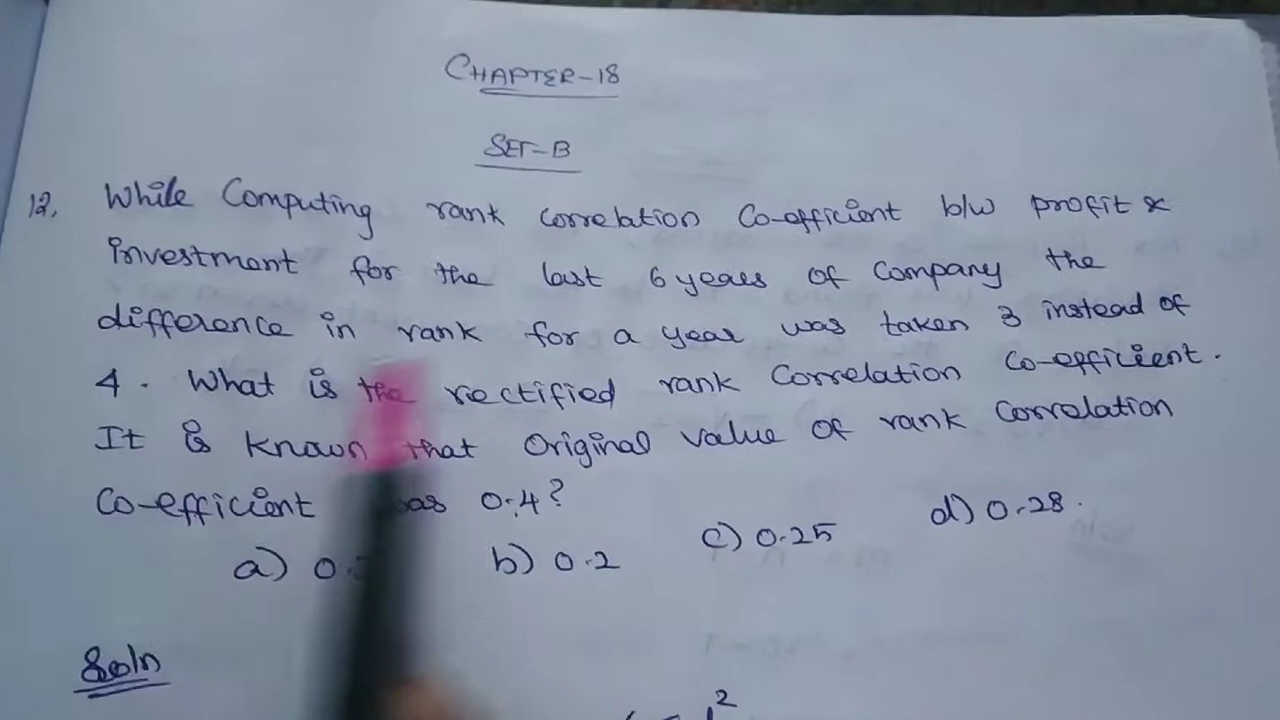 CHAPTER-18
SET-B
12. While Computing rank correlation Co-officient b/w profit &
investment for the last 6 years of Company the
difference in rank for a year was taken 3 instead of
4. What is the rectified rank Correlation Co-efficient.
It is known that Original value of rank Correlation
Co-efficient was 0.4?
a) 0. b) 0.2 c) 0.25 d) 0.28.
Soln
2